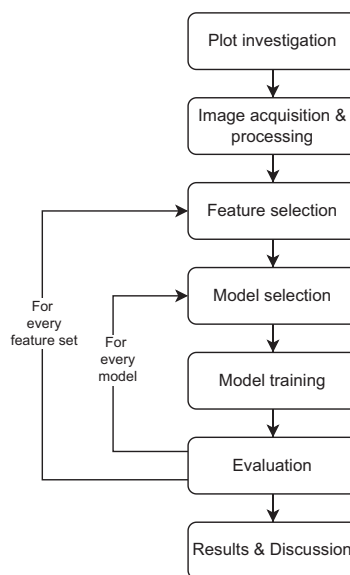 Plot investigation
Image acquisition &
processing
Feature selection
For
every
feature set
Model selection
For
every
model
Model training
Evaluation
Results & Discussion